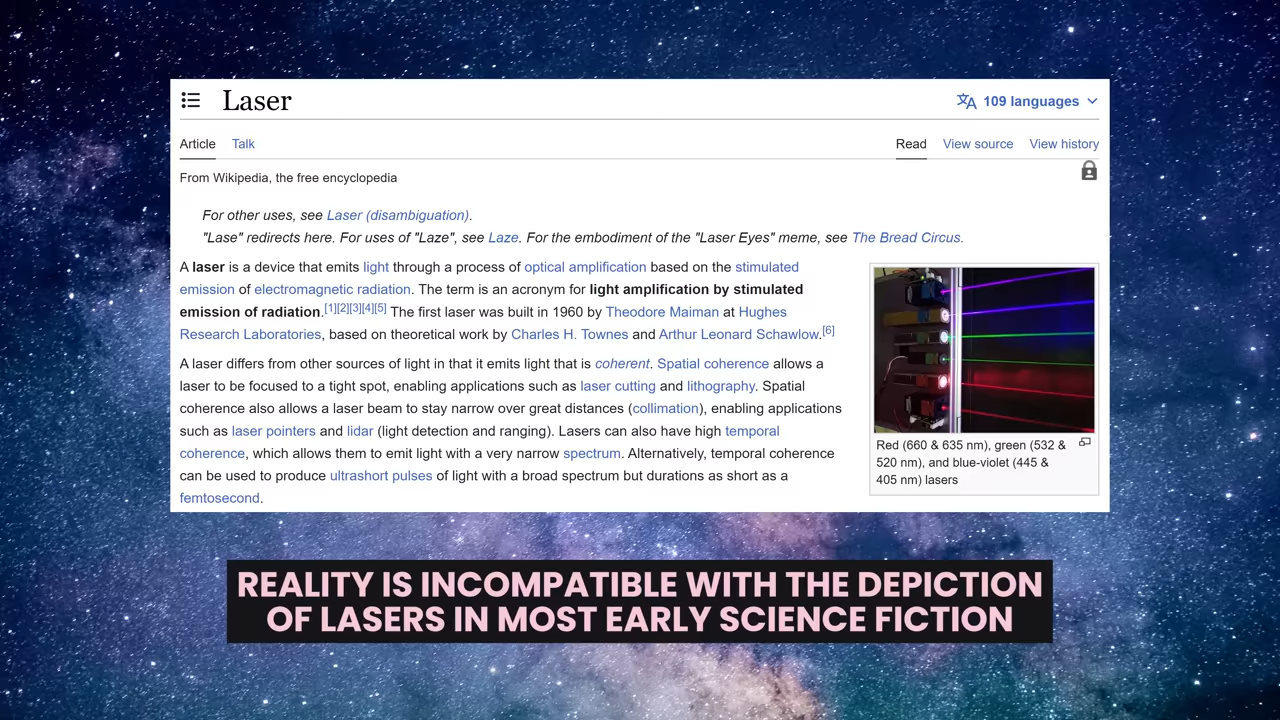 Laser
109 languages
Article Talk
Read View source View history
From Wikipedia, the free encyclopedia
For other uses, see Laser (disambiguation).
"Lase" redirects here. For uses of "Laze", see Laze. For the embodiment of the "Laser Eyes" meme, see The Bread Circus.
A laser is a device that emits light through a process of optical amplification based on the stimulated
emission of electromagnetic radiation. The term is an acronym for light amplification by stimulated
emission of radiation.[1][2][3][4][5] The first laser was built in 1960 by Theodore Maiman at Hughes
Research Laboratories, based on theoretical work by Charles H. Townes and Arthur Leonard Schawlow.[6]
A laser differs from other sources of light in that it emits light that is coherent. Spatial coherence allows a
laser to be focused to a tight spot, enabling applications such as laser cutting and lithography. Spatial
coherence also allows a laser beam to stay narrow over great distances (collimation), enabling applications
such as laser pointers and lidar (light detection and ranging). Lasers can also have high temporal
coherence, which allows them to emit light with a very narrow spectrum. Alternatively, temporal coherence
can be used to produce ultrashort pulses of light with a broad spectrum but durations as short as a
femtosecond.
Red (660 & 635 nm), green (532 &
520 nm), and blue-violet (445 &
405 nm) lasers
REALITY IS INCOMPATIBLE WITH THE DEPICTION
OF LASERS IN MOST EARLY SCIENCE FICTION